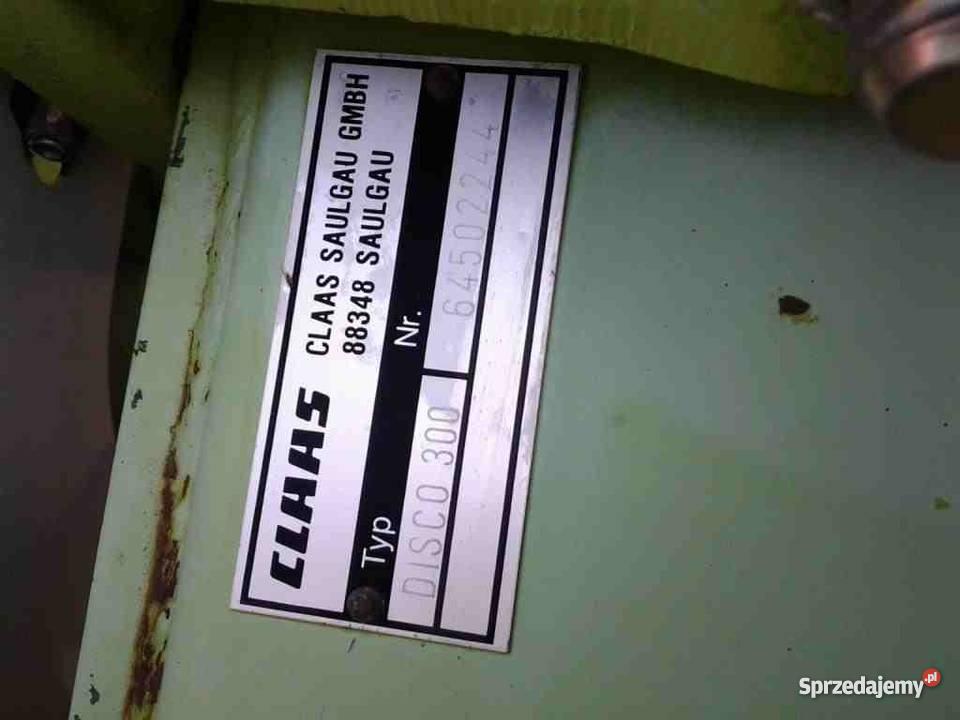 CLAAS
CLAAS SAULGAU GMBH
88348 SAULGAU
Typ
Nr.
DISCO 300
64502244
Sprzedajemy.pl